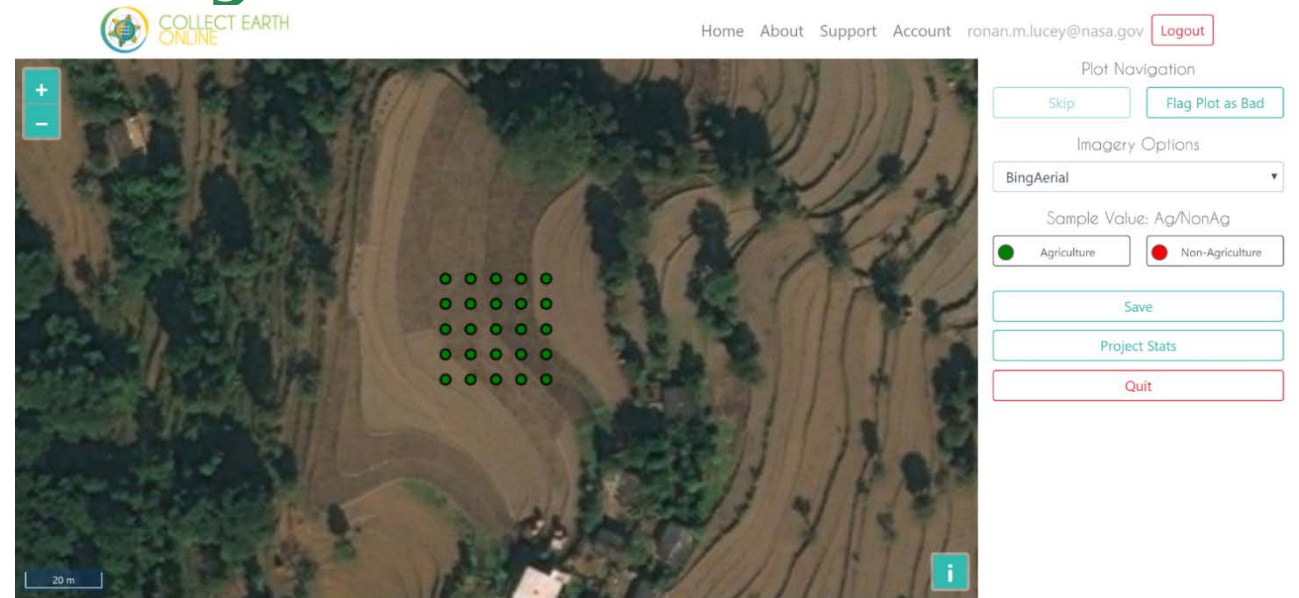 COLLECT EARTH
ONLINE
Home About Support Account ronan.m.lucey@nasa.gov Logout
+
−
Plot Navigation
Skip Flag Plot as Bad
Imagery Options
BingAerial
Sample Value: Ag/NonAg
Agriculture Non-Agriculture
Save
Project Stats
Quit
20 m
i